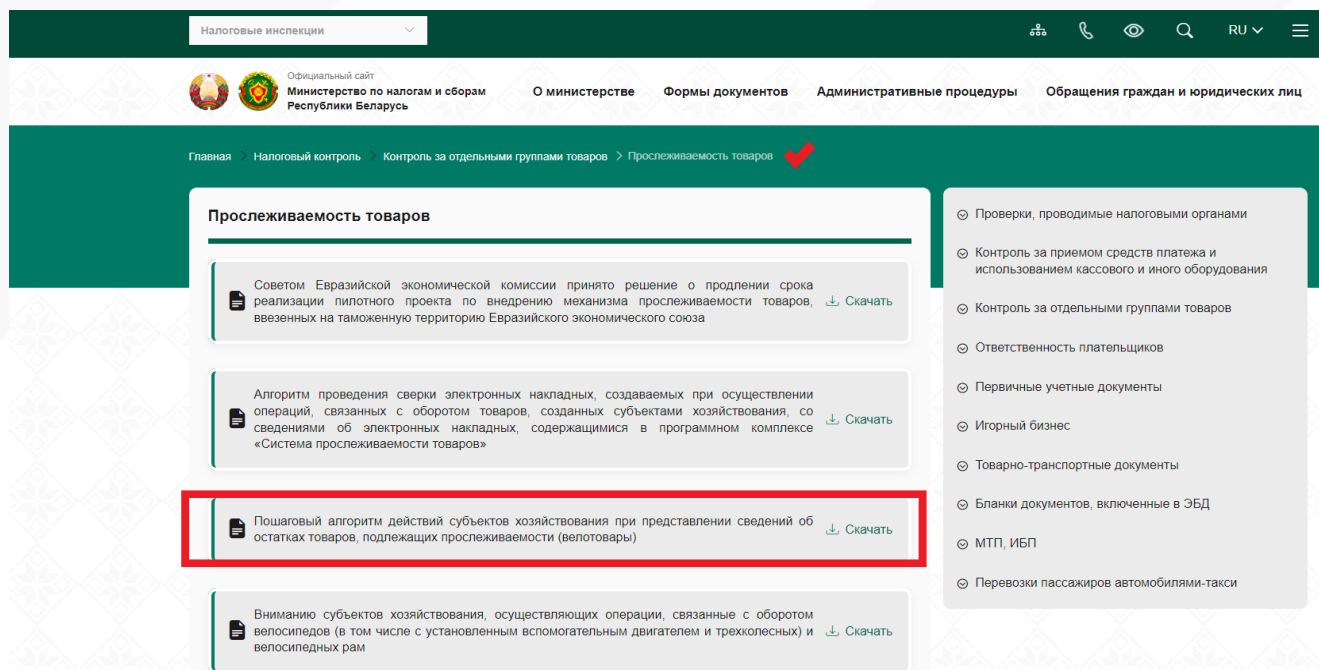 Налоговые инспекции
RU
Официальный сайт
Министерство по налогам и сборам
Республики Беларусь
О министерстве
Формы документов
Административные процедуры
Обращения граждан и юридических лиц
Главная > Налоговый контроль > Контроль за отдельными группами товаров > Прослеживаемость товаров
Прослеживаемость товаров
Советом Евразийской экономической комиссии принято решение о продлении срока
реализации пилотного проекта по внедрению механизма прослеживаемости товаров,
ввезенных на таможенную территорию Евразийского экономического союза
Скачать
Алгоритм проведения сверки электронных накладных, создаваемых при осуществлении
операций, связанных с оборотом товаров, созданных субъектами хозяйствования, со
сведениями об электронных накладных, содержащимися в программном комплексе
«Система прослеживаемости товаров»
Скачать
Пошаговый алгоритм действий субъектов хозяйствования при представлении сведений об
остатках товаров, подлежащих прослеживаемости (велотовары)
Скачать
Вниманию субъектов хозяйствования, осуществляющих операции, связанные с оборотом
велосипедов (в том числе с установленным вспомогательным двигателем и трехколесных) и
велосипедных рам
Скачать
Проверки, проводимые налоговыми органами
Контроль за приемом средств платежа и
использованием кассового и иного оборудования
Контроль за отдельными группами товаров
Ответственность плательщиков
Первичные учетные документы
Игорный бизнес
Товарно-транспортные документы
Бланки документов, включенные в ЭБД
МТП, ИБП
Перевозки пассажиров автомобилями-такси